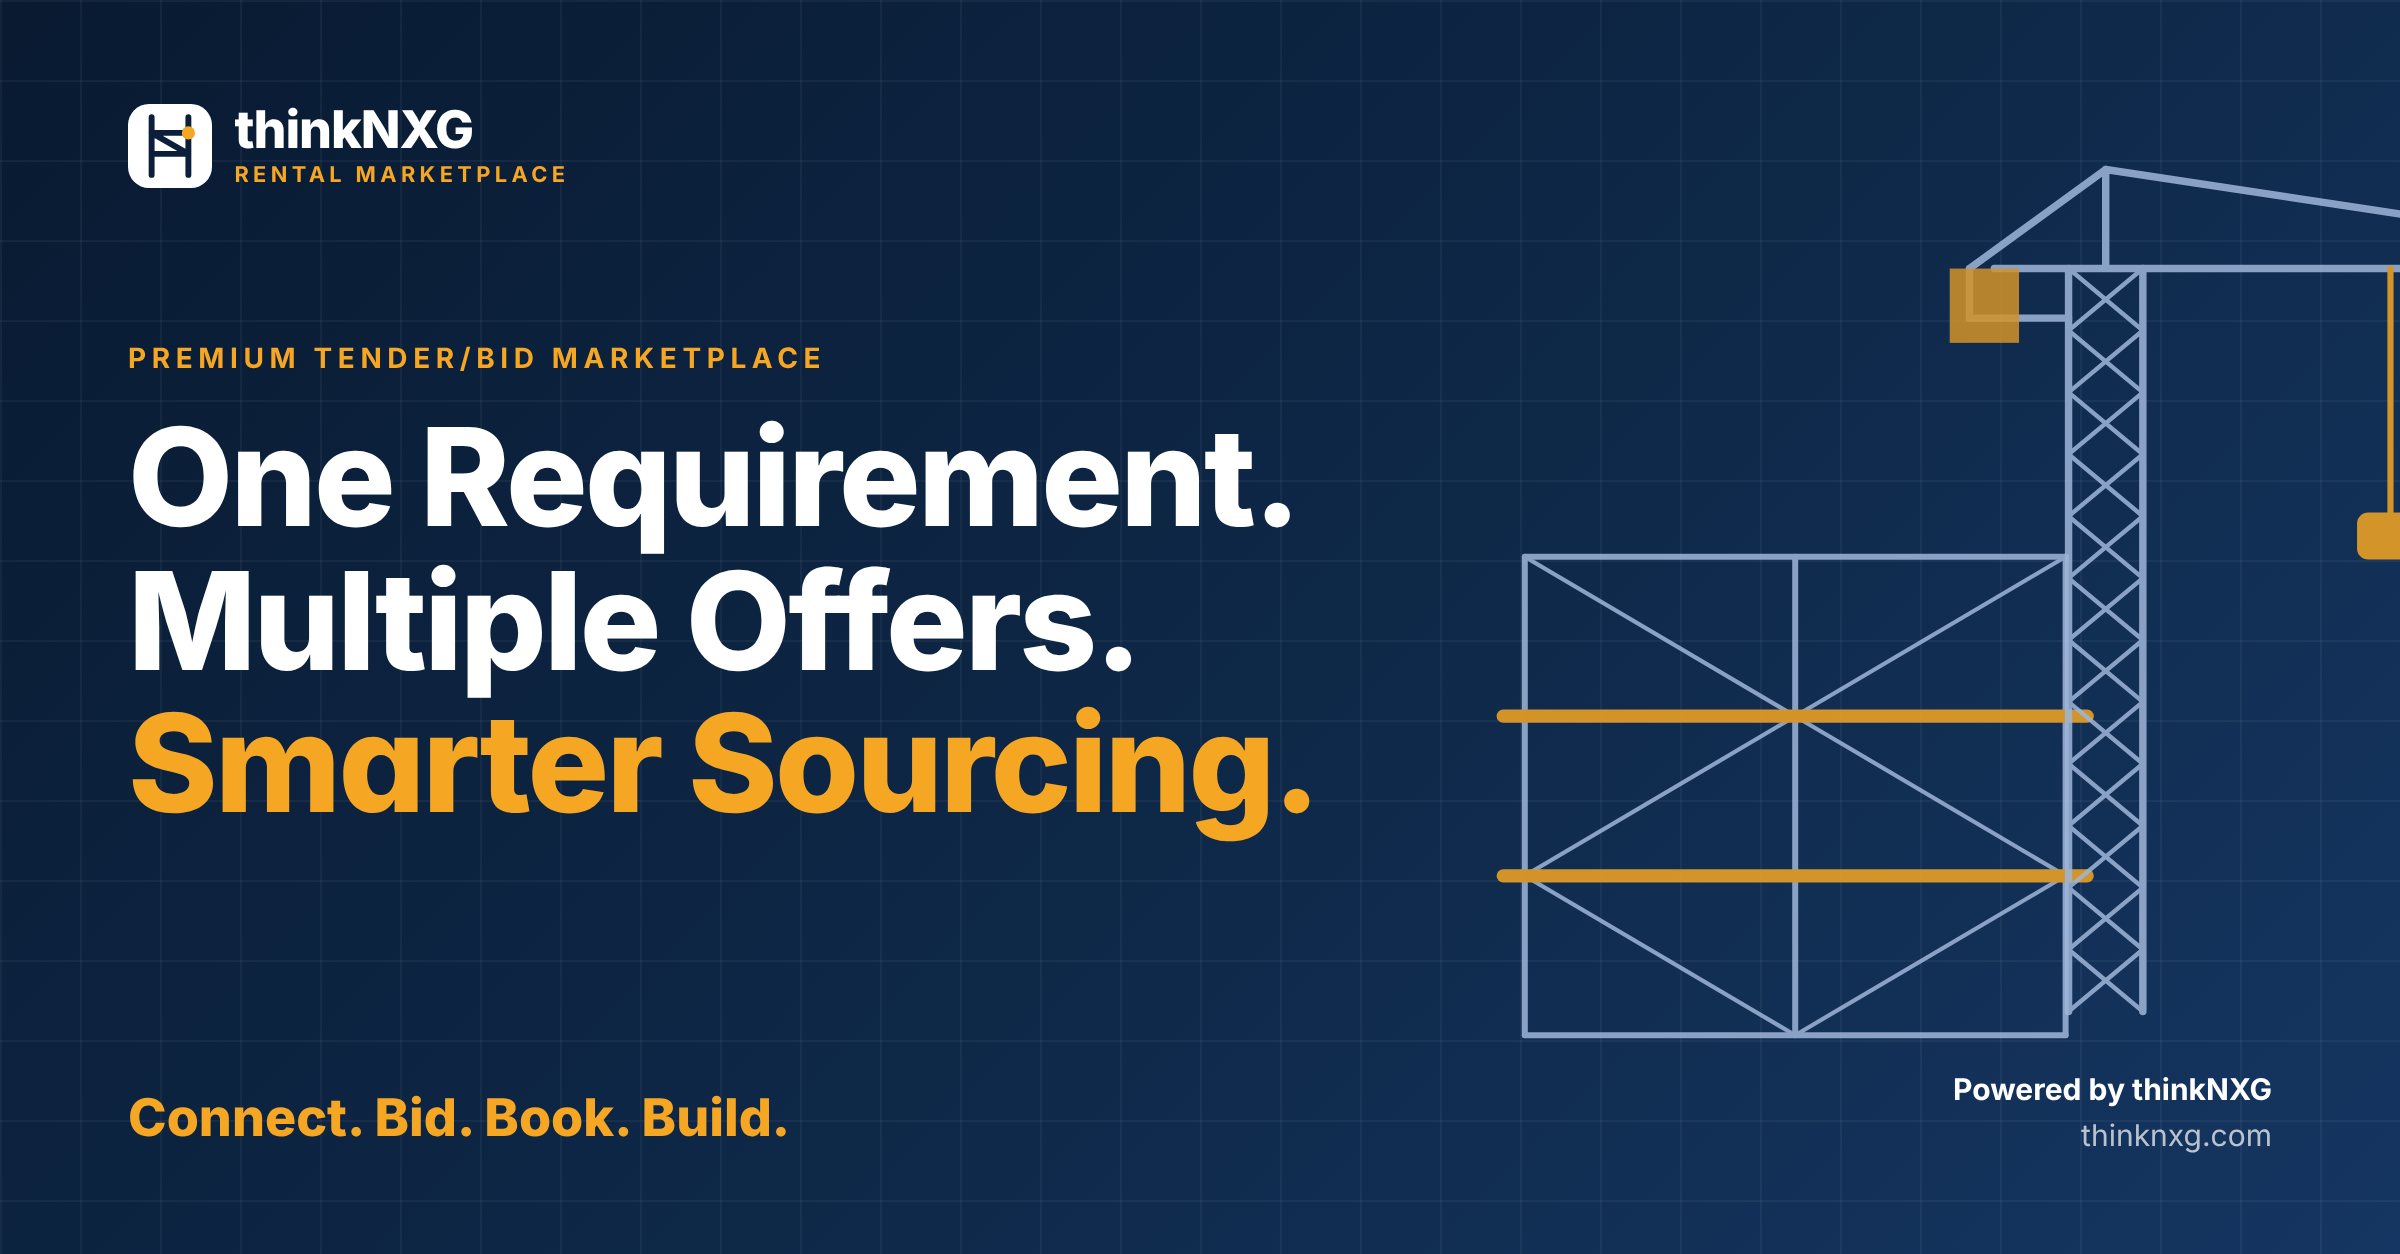 thinkNXG
RENTAL MARKETPLACE
PREMIUM TENDER/BID MARKETPLACE
One Requirement.
Multiple Offers.
Smarter Sourcing.
Connect. Bid. Book. Build.
Powered by thinkNXG
thinknxg.com